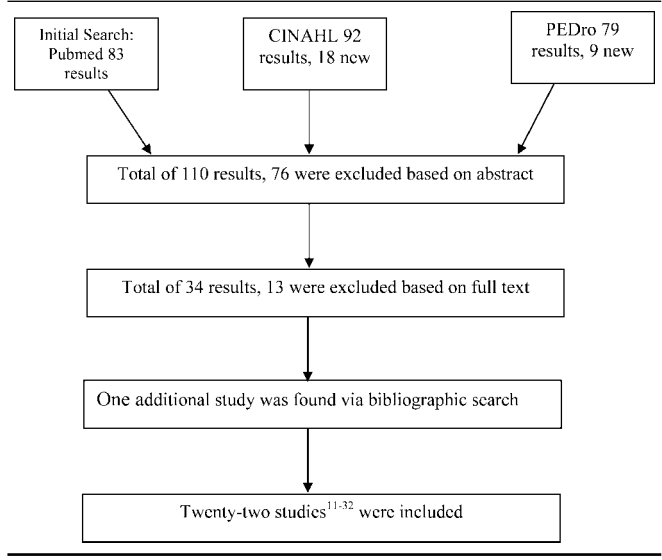 Initial Search:
Pubmed 83
results
CINAHL 92
results, 18 new
PEDro 79
results, 9 new
Total of 110 results, 76 were excluded based on abstract
Total of 34 results, 13 were excluded based on full text
One additional study was found via bibliographic search
Twenty-two studies11-32 were included